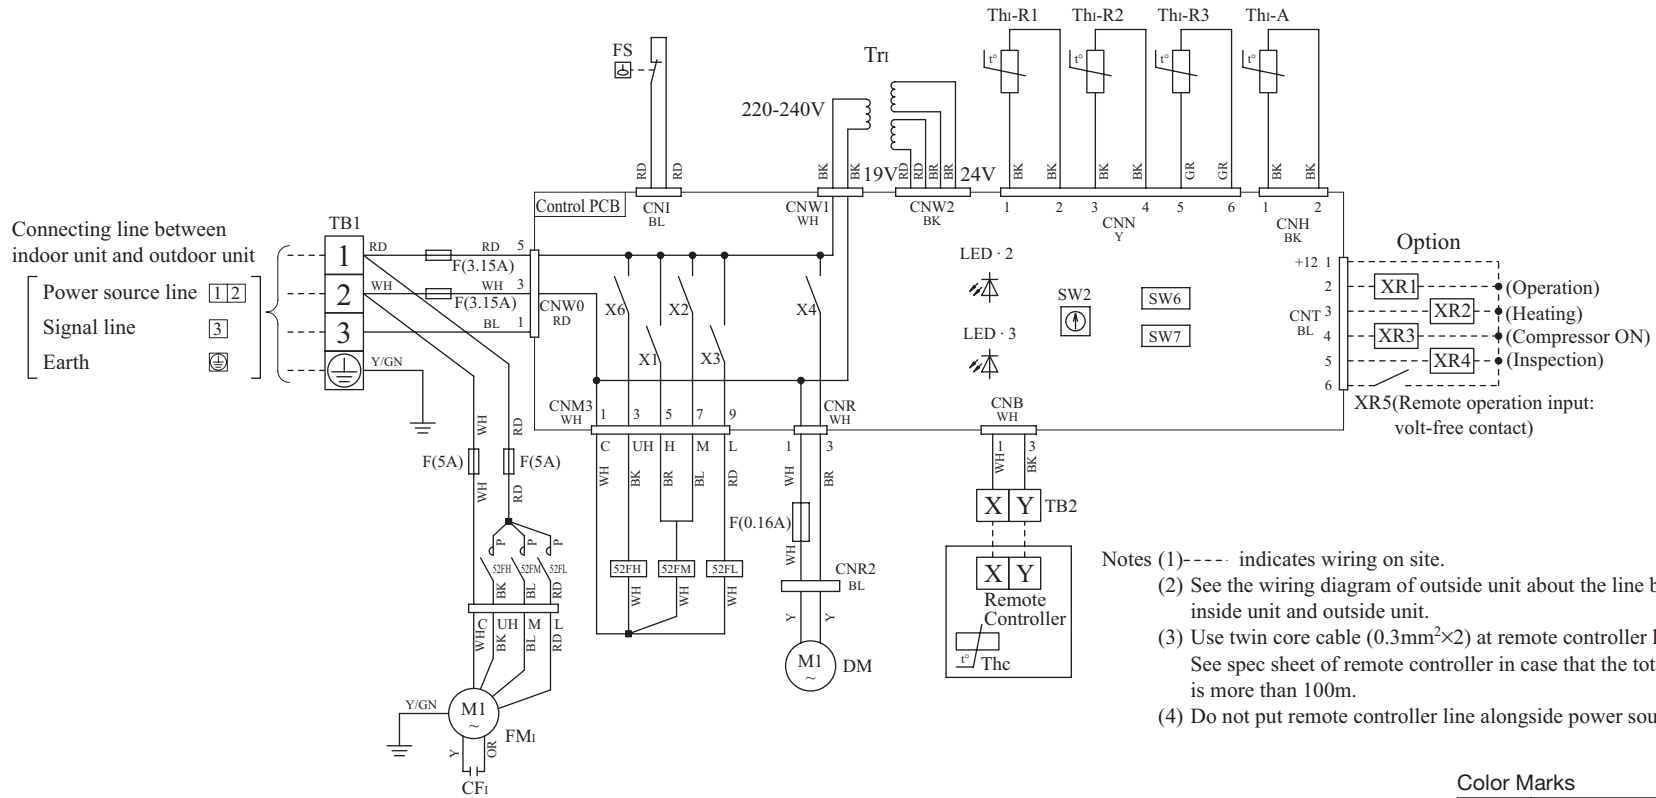 Connecting line between
indoor unit and outdoor unit
Power source line 1 2
Signal line 3
Earth
TB1
1
2
3
RD
WH
Y/GN
F(3.15A)
F(3.15A)
RD 5
WH 3
BL 1
CNW0
RD
Control PCB
FS
RD
RD
CNI
BL
TrI
220-240V
BK
BK
CNW1
WH
19V
RD
RD
BR
BR
24V
CNW2
BK
ThI-R1
ThI-R2
ThI-R3
ThI-A
t°
t°
t°
t°
BK
BK
BK
BK
GR
GR
BK
BK
1 2 3 4 5 6
CNN
Y
1 2
CNH
BK
X6
X2
X4
X1
X3
LED · 2
LED · 3
SW2
SW6
SW7
Option
+12 1
2
3
4
5
6
CNT
BL
XR1
XR2
XR3
XR4
(Operation)
(Heating)
(Compressor ON)
(Inspection)
XR5(Remote operation input:
volt-free contact)
CNM3
WH
1 3 5 7 9
C UH H M L
WH
BK
BR
BL
RD
52FH
52FM
52FL
WH
WH
WH
CNR
WH
1 3
WH
BR
F(0.16A)
WH
CNR2
BL
Y
Y
M1
~
DM
CNB
WH
1 3
WH
BK
X Y
TB2
X Y
Remote
Controller
t°
Thc
WH
RD
F(5A)
F(5A)
WH
RD
P
P
P
52FH
52FM
52FL
BK
BL
RD
C UH M L
WH
BK
BL
RD
Y/GN
M1
~
FMI
Y
OR
CFI
Notes (1)---- indicates wiring on site.
(2) See the wiring diagram of outside unit about the line b
inside unit and outside unit.
(3) Use twin core cable (0.3mm²×2) at remote controller l
See spec sheet of remote controller in case that the tot
is more than 100m.
(4) Do not put remote controller line alongside power sou
Color Marks